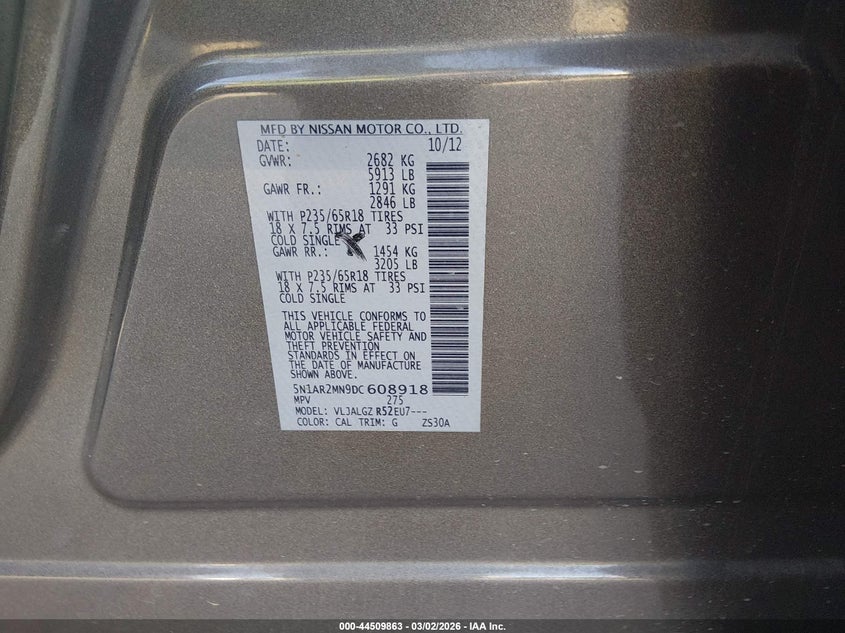 MFD BY NISSAN MOTOR CO., LTD.
DATE: 10/12
GVWR: 2682 KG
5913 LB
GAWR FR.: 1291 KG
2846 LB
WITH P235/65R18 TIRES
18 X 7.5 RIMS AT 33 PSI
COLD SINGLE
GAWR RR.: 1454 KG
3205 LB
WITH P235/65R18 TIRES
18 X 7.5 RIMS AT 33 PSI
COLD SINGLE
THIS VEHICLE CONFORMS TO
ALL APPLICABLE FEDERAL
MOTOR VEHICLE SAFETY AND
THEFT PREVENTION
STANDARDS IN EFFECT ON
THE DATE OF MANUFACTURE
SHOWN ABOVE.
5N1AR2MN9DC608918
MPV 275
MODEL: VLJALGZ R52EU7---
COLOR: CAL TRIM: G ZS30A
000-44509863 - 03/02/2026 - IAA Inc.